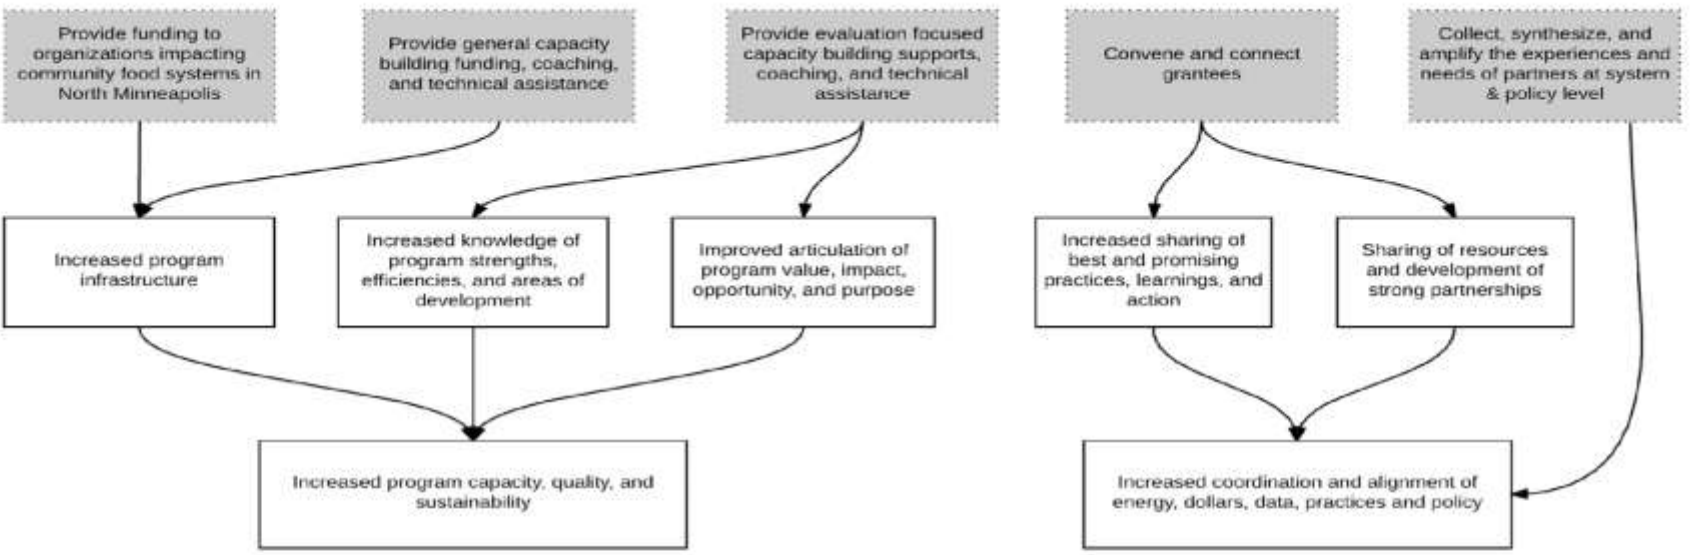 Provide funding to
organizations impacting
community food systems in
North Minneapolis
Provide general capacity
building funding, coaching,
and technical assistance
Provide evaluation focused
capacity building supports,
coaching, and technical
assistance
Convene and connect
grantees
Collect, synthesize, and
amplify the experiences and
needs of partners at system
& policy level
Increased program
infrastructure
Increased knowledge of
program strengths,
efficiencies, and areas of
development
Improved articulation of
program value, impact,
opportunity, and purpose
Increased sharing of
best and promising
practices, learnings, and
action
Sharing of resources
and development of
strong partnerships
Increased program capacity, quality, and
sustainability
Increased coordination and alignment of
energy, dollars, data, practices and policy